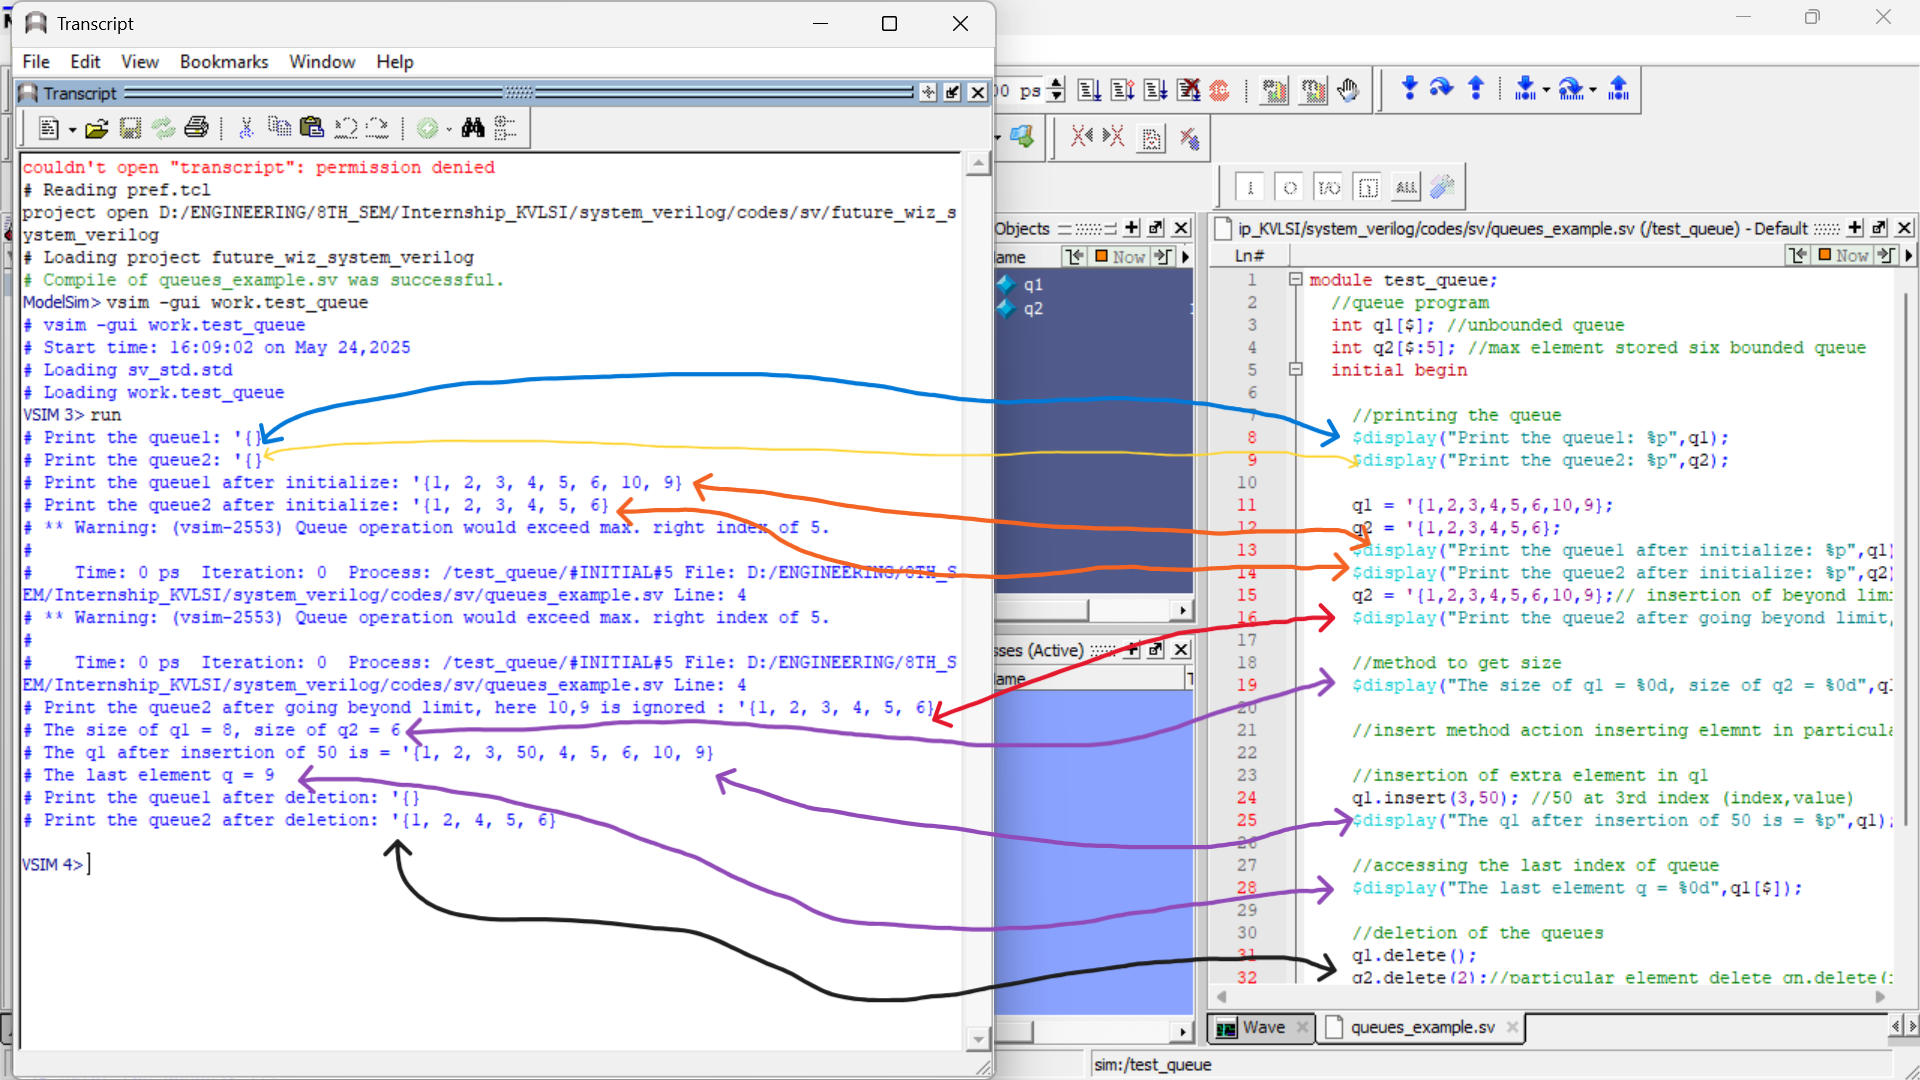 Transcript
File Edit View Bookmarks Window Help
Transcript
couldn't open "transcript": permission denied
# Reading pref.tcl
project open D:/ENGINEERING/8TH_SEM/Internship_KVLSI/system_verilog/codes/sv/future_wiz_s
ystem_verilog
# Loading project future_wiz_system_verilog
# Compile of queues_example.sv was successful.
ModelSim> vsim -gui work.test_queue
# vsim -gui work.test_queue
# Start time: 16:09:02 on May 24,2025
# Loading sv_std.std
# Loading work.test_queue
VSIM 3> run
# Print the queue1: '{}
# Print the queue2: '{}
# Print the queue1 after initialize: '{1, 2, 3, 4, 5, 6, 10, 9}
# Print the queue2 after initialize: '{1, 2, 3, 4, 5, 6}
# ** Warning: (vsim-2553) Queue operation would exceed max. right index of 5.
#
#    Time: 0 ps  Iteration: 0  Process: /test_queue/#INITIAL#5 File: D:/ENGINEERING/8TH_S
EM/Internship_KVLSI/system_verilog/codes/sv/queues_example.sv Line: 4
# ** Warning: (vsim-2553) Queue operation would exceed max. right index of 5.
#
#    Time: 0 ps  Iteration: 0  Process: /test_queue/#INITIAL#5 File: D:/ENGINEERING/8TH_S
EM/Internship_KVLSI/system_verilog/codes/sv/queues_example.sv Line: 4
# Print the queue2 after going beyond limit, here 10,9 is ignored : '{1, 2, 3, 4, 5, 6}
# The size of q1 = 8, size of q2 = 6
# The q1 after insertion of 50 is = '{1, 2, 3, 50, 4, 5, 6, 10, 9}
# The last element q = 9
# Print the queue1 after deletion: '{}
# Print the queue2 after deletion: '{1, 2, 4, 5, 6}
VSIM 4>
00 ps
I/O
ALL
Objects
ame Now
q1
q2
sses (Active)
ame
ip_KVLSI/system_verilog/codes/sv/queues_example.sv (/test_queue) - Default
Ln# Now
1 module test_queue;
2 //queue program
3 int q1[$]; //unbounded queue
4 int q2[$:5]; //max element stored six bounded queue
5 initial begin
6
7 //printing the queue
8 $display("Print the queue1: %p",q1);
9 $display("Print the queue2: %p",q2);
10
11 q1 = '{1,2,3,4,5,6,10,9};
12 q2 = '{1,2,3,4,5,6};
13 $display("Print the queue1 after initialize: %p",q1)
14 $display("Print the queue2 after initialize: %p",q2)
15 q2 = '{1,2,3,4,5,6,10,9};// insertion of beyond lim
16 $display("Print the queue2 after going beyond limit,
17
18 //method to get size
19 $display("The size of q1 = %0d, size of q2 = %0d",q1
20
21 //insert method action inserting elemnt in particula
22
23 //insertion of extra element in q1
24 q1.insert(3,50); //50 at 3rd index (index,value)
25 $display("The q1 after insertion of 50 is = %p",q1);
26
27 //accessing the last index of queue
28 $display("The last element q = %0d",q1[$]);
29
30 //deletion of the queues
31 q1.delete();
32 q2.delete(2);//particular element delete qn.delete(
Wave queues_example.sv
sim:/test_queue